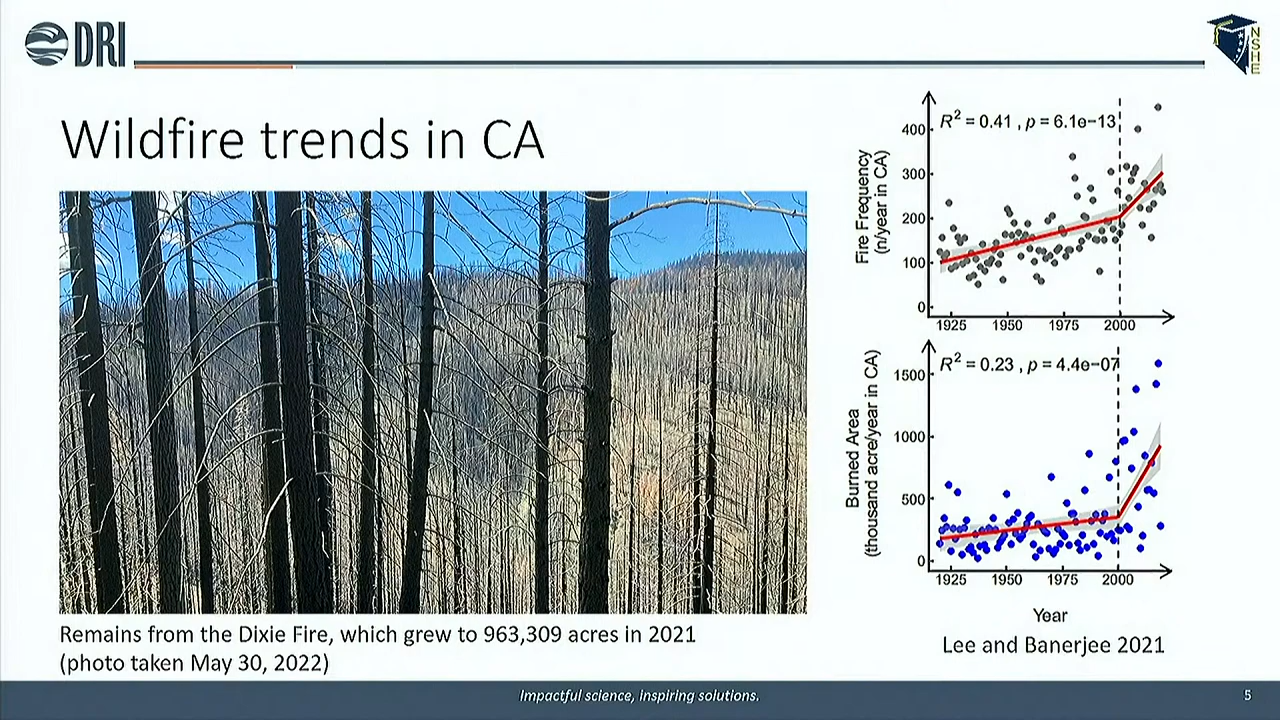 DRI
NSHE
Wildfire trends in CA
R² = 0.41 , p = 6.1e−13
Fire Frequency
(n/year in CA)
400
300
200
100
0
1925 1950 1975 2000
R² = 0.23 , p = 4.4e−07
Burned Area
(thousand acre/year in CA)
1500
1000
500
0
1925 1950 1975 2000
Year
Lee and Banerjee 2021
Remains from the Dixie Fire, which grew to 963,309 acres in 2021
(photo taken May 30, 2022)
Impactful science, inspiring solutions.
5